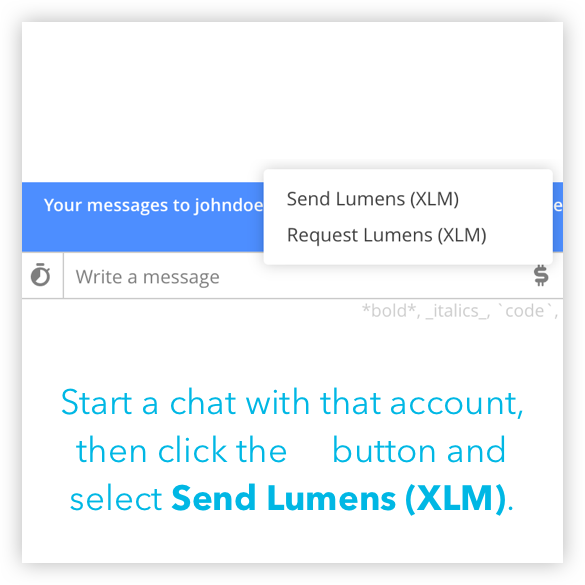 Send Lumens (XLM)
Your messages to johndoe
Request Lumens (XLM)
Write a message $
*bold*, _italics_, `code`,
Start a chat with that account,
then click the button and
select Send Lumens (XLM).